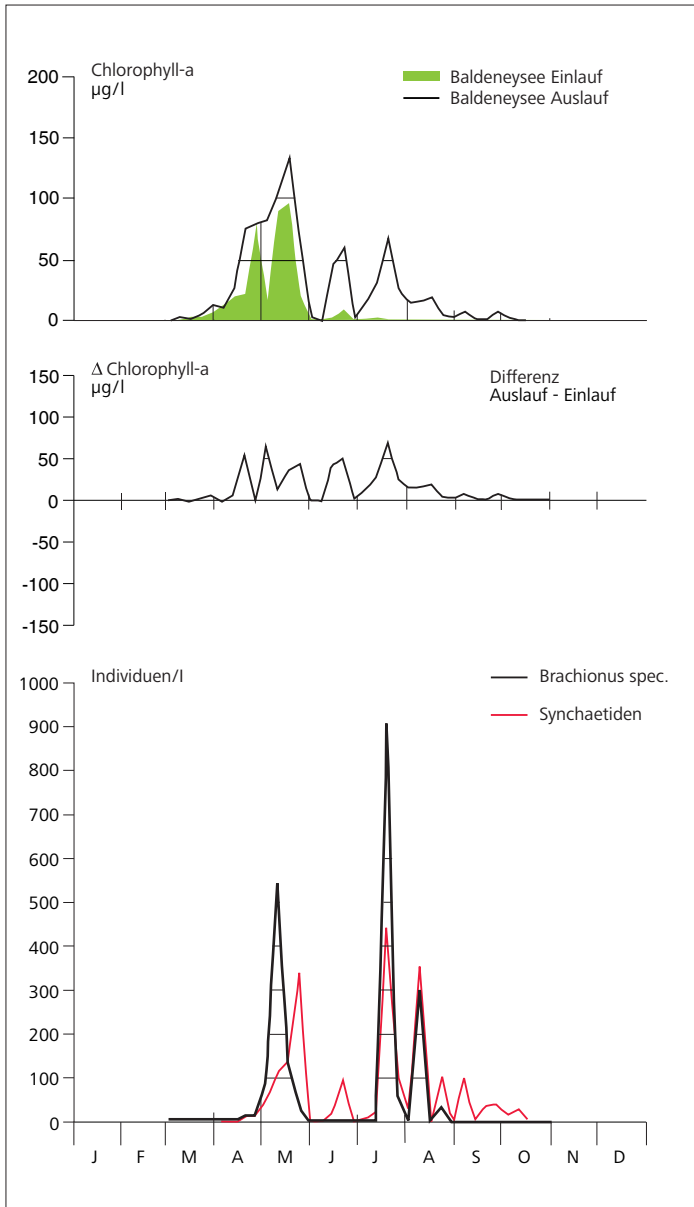 Chlorophyll-a
µg/l
Baldeneysee Einlauf
Baldeneysee Auslauf
200
150
100
50
0
Δ Chlorophyll-a
µg/l
Differenz
Auslauf - Einlauf
150
100
50
0
-50
-100
-150
Individuen/l
Brachionus spec.
Synchaetiden
1000
900
800
700
600
500
400
300
200
100
0
J F M A M J J A S O N D